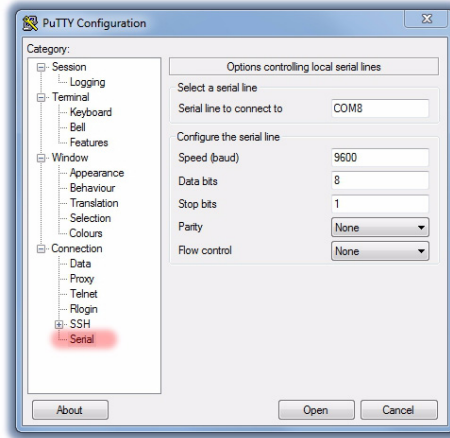 PuTTY Configuration
Category:
Session
Logging
Terminal
Keyboard
Bell
Features
Window
Appearance
Behaviour
Translation
Selection
Colours
Connection
Data
Proxy
Telnet
Rlogin
SSH
Serial
Options controlling local serial lines
Select a serial line
Serial line to connect to COM8
Configure the serial line
Speed (baud) 9600
Data bits 8
Stop bits 1
Parity None
Flow control None
About Open Cancel